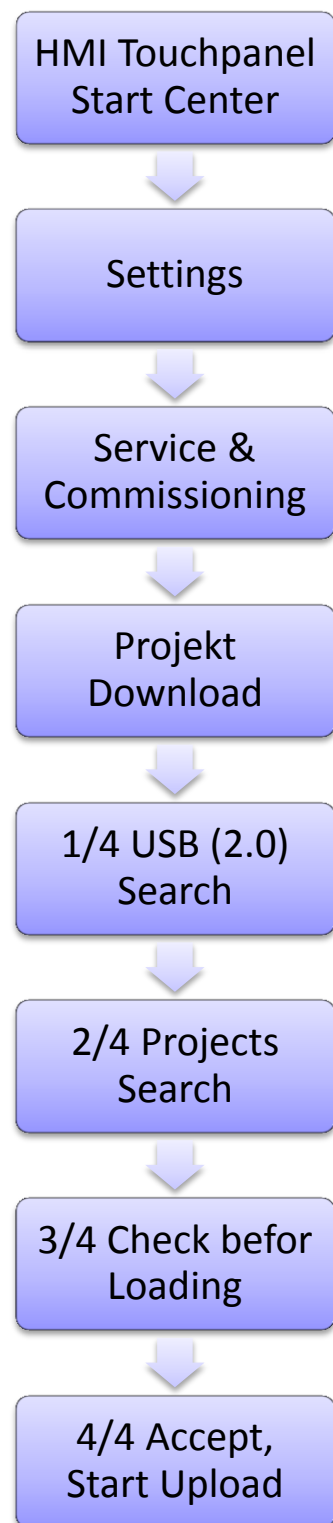 HMI Touchpanel
Start Center
Settings
Service &
Commissioning
Projekt
Download
1/4 USB (2.0)
Search
2/4 Projects
Search
3/4 Check befor
Loading
4/4 Accept,
Start Upload